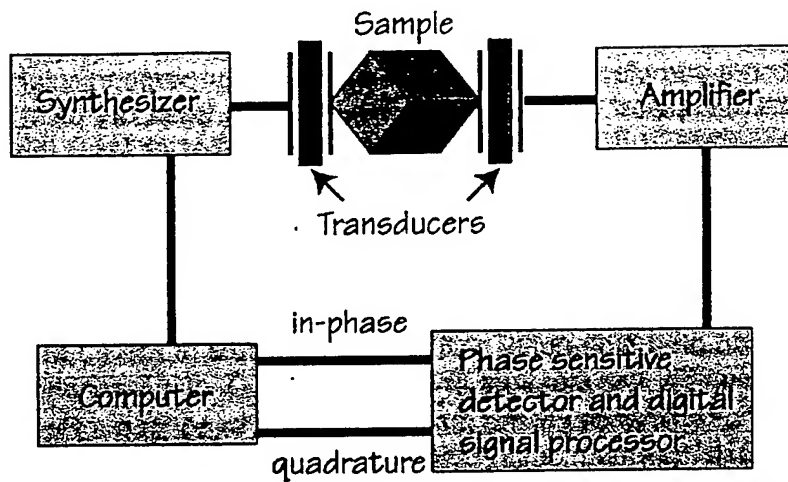 Sample
Synthesizer
Amplifier
Transducers
in-phase
Computer
Phase sensitive
detector and digital
signal processor
quadrature